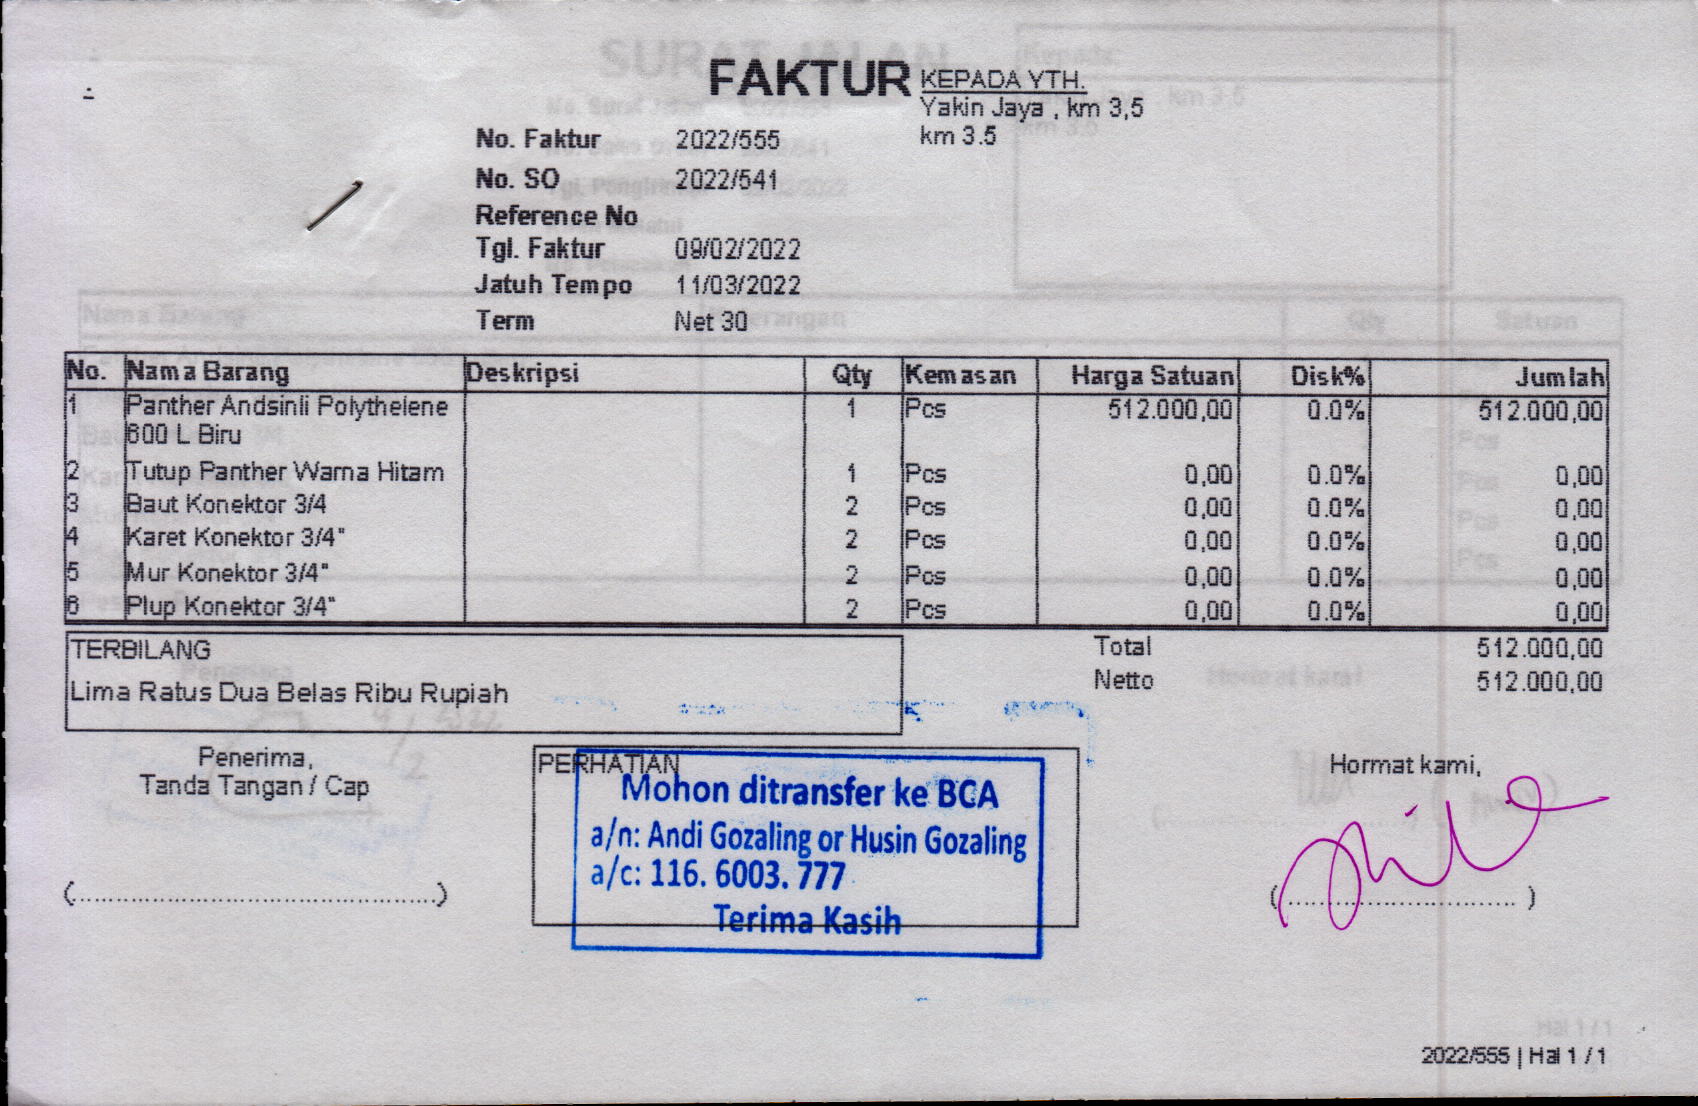 FAKTUR
KEPADA YTH.
Yakin Jaya , km 3,5
km 3.5
No. Faktur 2022/555
No. SO 2022/541
Reference No
Tgl. Faktur 09/02/2022
Jatuh Tempo 11/03/2022
Term Net 30
No. Nama Barang Deskripsi Qty Kemasan Harga Satuan Disk% Jumlah
1 Panther Andsinli Polythelene 1 Pcs 512.000,00 0.0% 512.000,00
600 L Biru
2 Tutup Panther Warna Hitam 1 Pcs 0,00 0.0% 0,00
3 Baut Konektor 3/4 2 Pcs 0,00 0.0% 0,00
4 Karet Konektor 3/4" 2 Pcs 0,00 0.0% 0,00
5 Mur Konektor 3/4" 2 Pcs 0,00 0.0% 0,00
6 Plup Konektor 3/4" 2 Pcs 0,00 0.0% 0,00
Total 512.000,00
Netto 512.000,00
TERBILANG
Lima Ratus Dua Belas Ribu Rupiah
Penerima,
Tanda Tangan / Cap
(................................................)
PERHATIAN
Mohon ditransfer ke BCA
a/n: Andi Gozaling or Husin Gozaling
a/c: 116. 6003. 777
Terima Kasih
Hormat kami,
(................................)
2022/555 | Hal 1 / 1